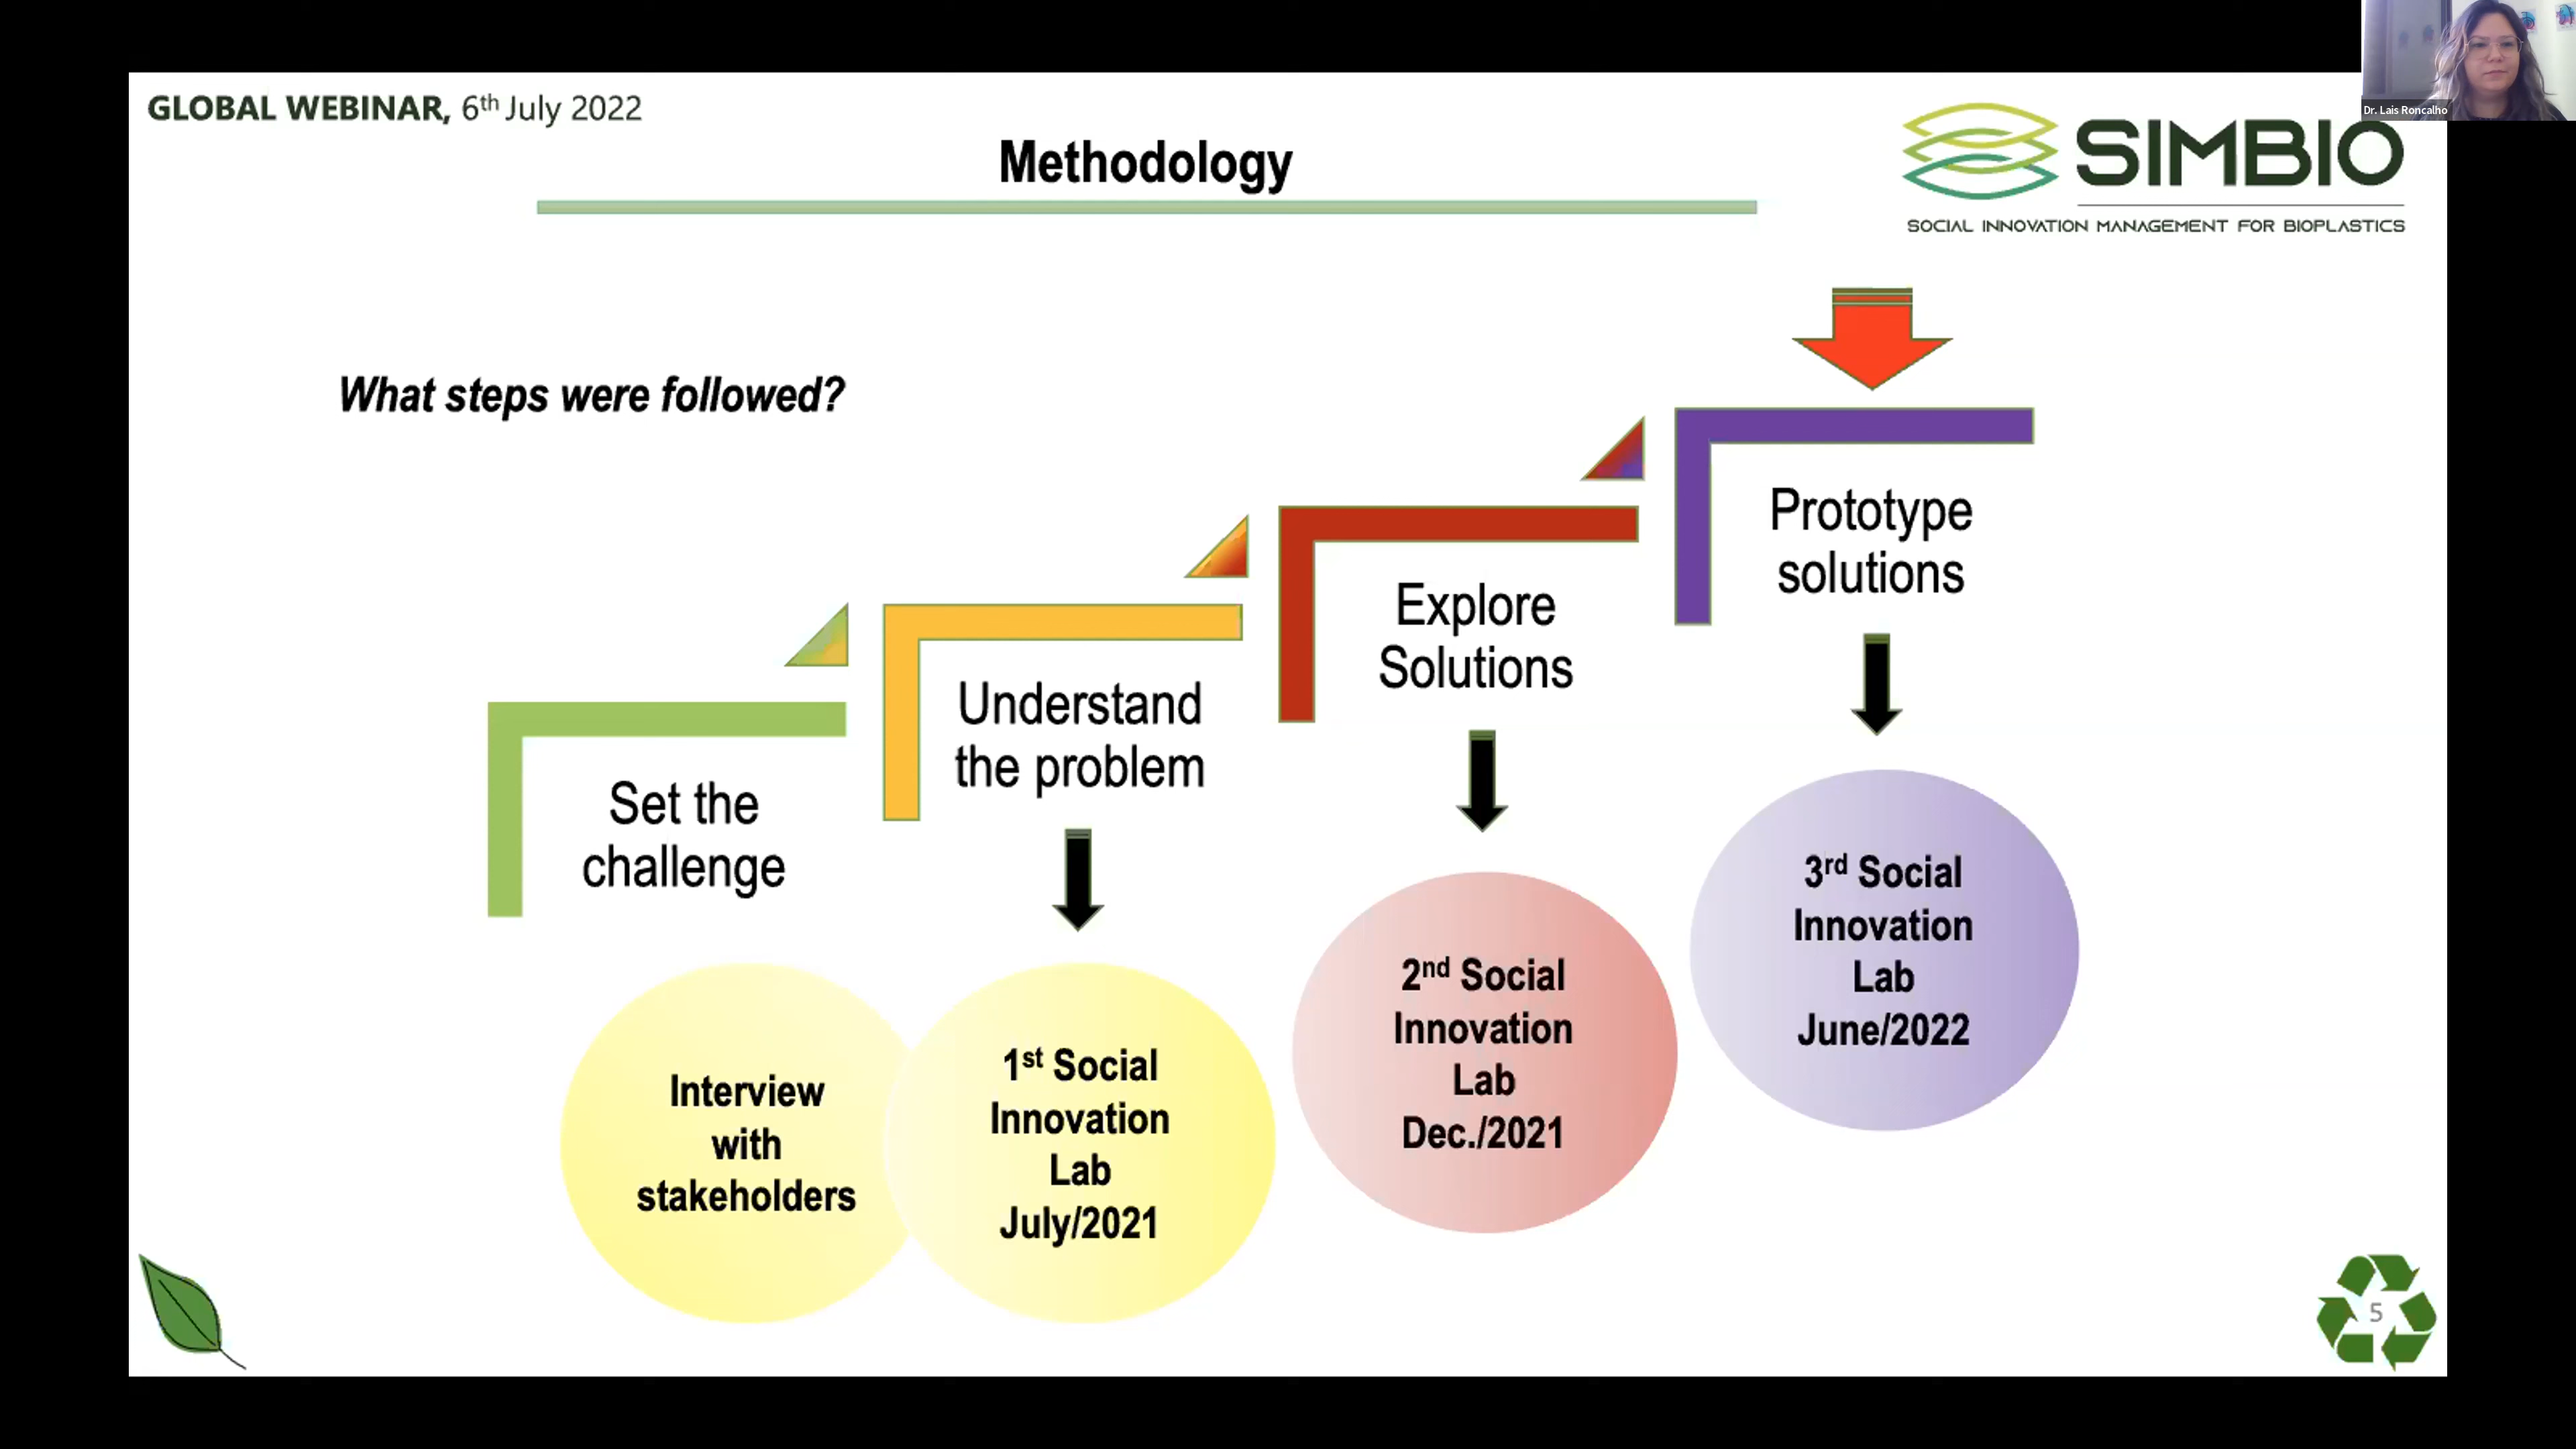 Dr. Lais Roncalho
GLOBAL WEBINAR, 6th July 2022
Methodology
SIMBIO
SOCIAL INNOVATION MANAGEMENT FOR BIOPLASTICS
What steps were followed?
Set the
challenge
Understand
the problem
Explore
Solutions
Prototype
solutions
Interview
with
stakeholders
1st Social
Innovation
Lab
July/2021
2nd Social
Innovation
Lab
Dec./2021
3rd Social
Innovation
Lab
June/2022
5